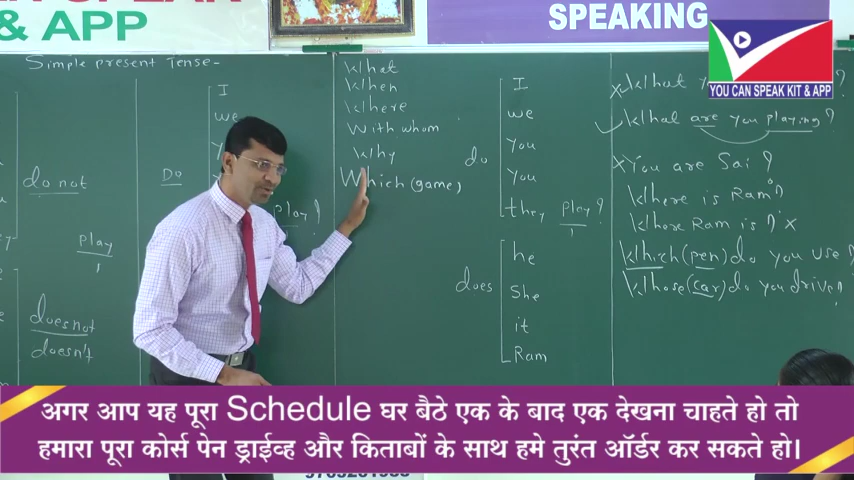 & APP
SPEAKING
YOU CAN SPEAK KIT & APP
Simple present Tense-
do not
play
does not
doesn't
Do
I
we
play?
What
When
Where
With whom
Why
Which (game)
do
I
we
you
you
they play?
does
he
She
it
Ram
x What
✓ What are you playing?
x You are Sai?
Where is Ram?
Where Ram is? x
Which (pen) do you use?
Whose (car) do you drive?
अगर आप यह पूरा Schedule घर बैठे एक के बाद एक देखना चाहते हो तो
हमारा पूरा कोर्स पेन ड्राईव्ह और किताबों के साथ हमे तुरंत ऑर्डर कर सकते हो।